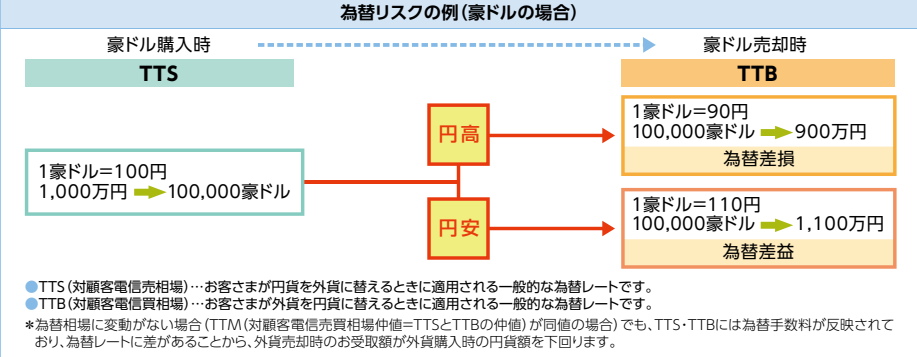 為替リスクの例(豪ドルの場合)
豪ドル購入時
豪ドル売却時
TTS
TTB
1豪ドル=100円
1,000万円 100,000豪ドル
円高
1豪ドル=90円
100,000豪ドル 900万円
為替差損
円安
1豪ドル=110円
100,000豪ドル 1,100万円
為替差益
●TTS(対顧客電信売相場)…お客さまが円貨を外貨に替えるときに適用される一般的な為替レートです。
●TTB(対顧客電信買相場)…お客さまが外貨を円貨に替えるときに適用される一般的な為替レートです。
*為替相場に変動がない場合(TTM(対顧客電信売買相場仲値=TTSとTTBの仲値)が同値の場合)でも、TTS・TTBには為替手数料が反映されて
おり、為替レートに差があることから、外貨売却時のお受取額が外貨購入時の円貨額を下回ります。